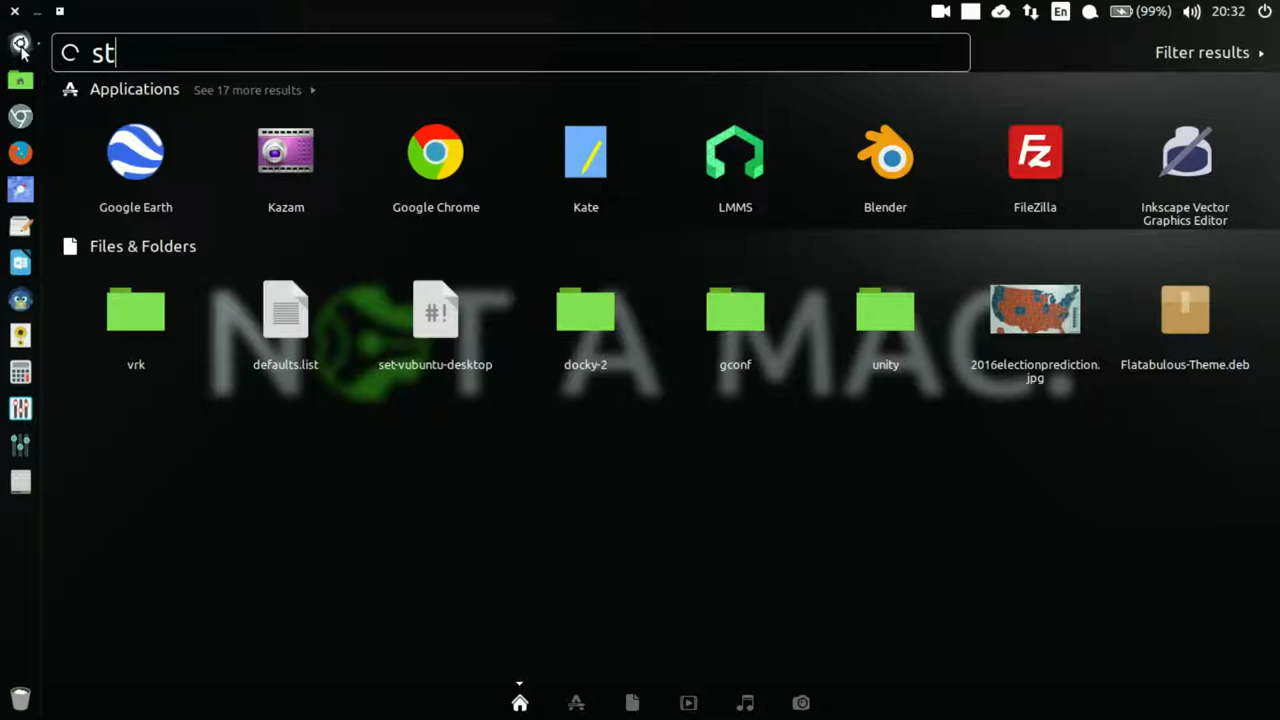 En
(99%)
20:32
st
Filter results
Applications
See 17 more results
Google Earth
Kazam
Google Chrome
Kate
LMMS
Blender
FileZilla
Inkscape Vector
Graphics Editor
Files & Folders
#!
NOT A MAC.
vrk
defaults.list
set-vubuntu-desktop
docky-2
gconf
unity
2016electionprediction.
jpg
Flatabulous-Theme.deb